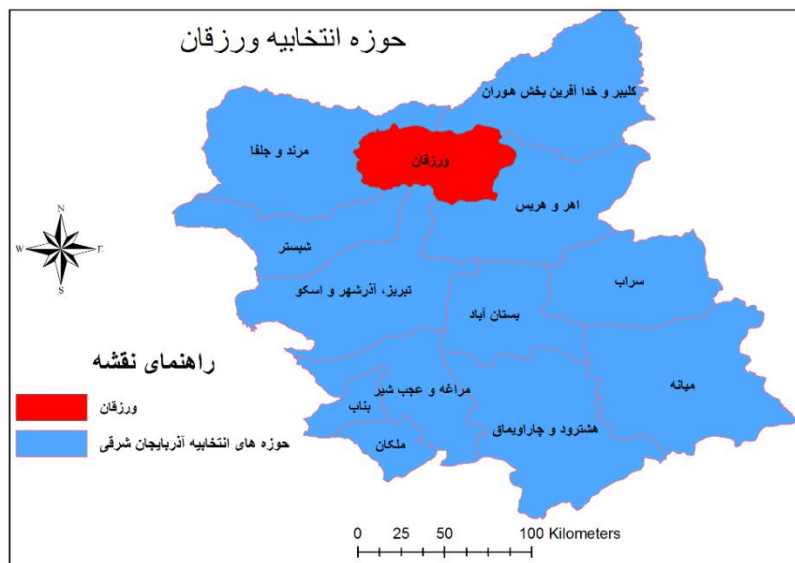 حوزه انتخابیه ورزقان
کلیبر و خدا آفرین بخش هوران
مرند و جلفا
ورزقان
اهر و هریس
شبستر
تبریز، آذرشهر و اسکو
سراب
بستان آباد
میانه
مراغه و عجب شیر
بناب
ملکان
هشترود و چاراویماق
N
W
E
S
راهنمای نقشه
ورزقان
حوزه های انتخابیه آذربایجان شرقی
0 25 50 100 Kilometers